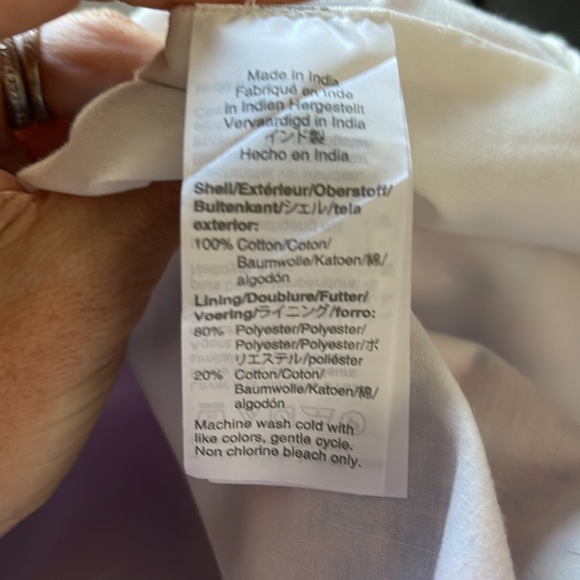 Made in India
Fabriqué en Inde
in Indien Hergestellt
Vervaardigd in India
インド製
Hecho en India
Shell/Extérieur/Oberstoff/
Buitenkant/シェル/tela
exterior:
100% Cotton/Coton/
Baumwolle/Katoen/綿/
algodón
Lining/Doublure/Futter/
Voering/ライニング/forro:
80% Polyester/Polyester/
Polyester/Polyester/ポ
リエステル/poliéster
20% Cotton/Coton/
Baumwolle/Katoen/綿/
algodón
Machine wash cold with
like colors, gentle cycle.
Non chlorine bleach only.